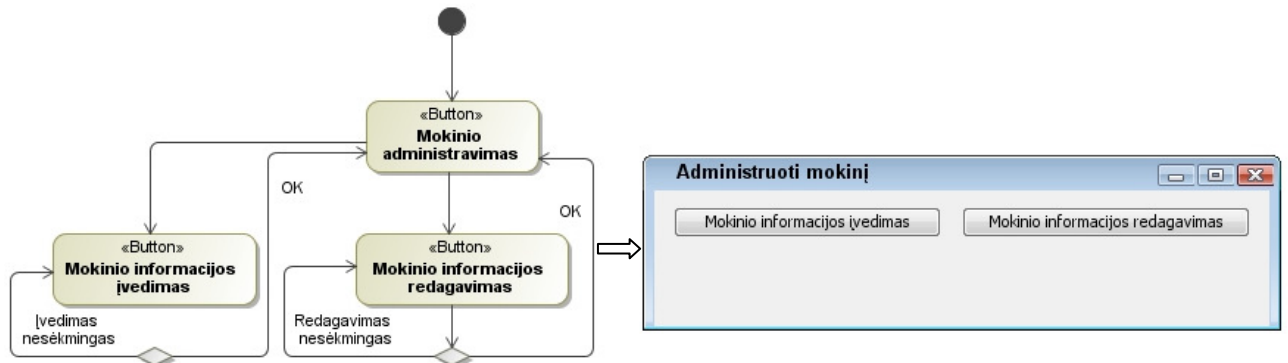 «Button»
Mokinio
administravimas
OK
OK
«Button»
Mokinio informacijos
įvedimas
«Button»
Mokinio informacijos
redagavimas
Įvedimas
nesėkmingas
Redagavimas
nesėkmingas
Administruoti mokinį
Mokinio informacijos įvedimas
Mokinio informacijos redagavimas